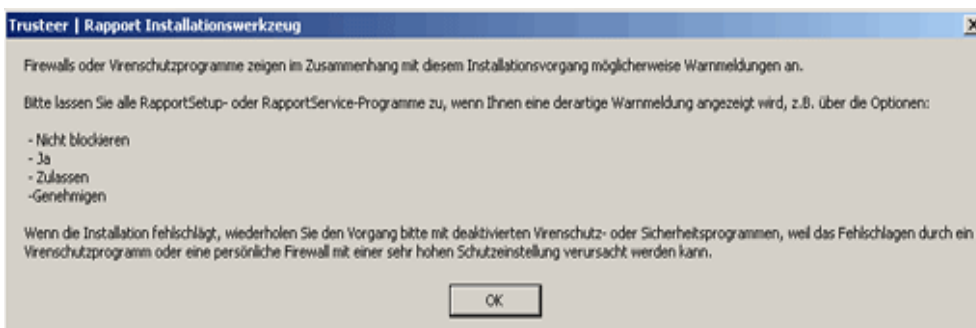 Trusteer | Rapport Installationswerkzeug
Firewalls oder Virenschutzprogramme zeigen im Zusammenhang mit diesem Installationsvorgang möglicherweise Warnmeldungen an.
Bitte lassen Sie alle RapportSetup- oder RapportService-Programme zu, wenn Ihnen eine derartige Warnmeldung angezeigt wird, z.B. über die Optionen:
- Nicht blockieren
- Ja
- Zulassen
-Genehmigen
Wenn die Installation fehlschlägt, wiederholen Sie den Vorgang bitte mit deaktivierten Virenschutz- oder Sicherheitsprogrammen, weil das Fehlschlagen durch ein
Virenschutzprogramm oder eine persönliche Firewall mit einer sehr hohen Schutzeinstellung verursacht werden kann.
OK